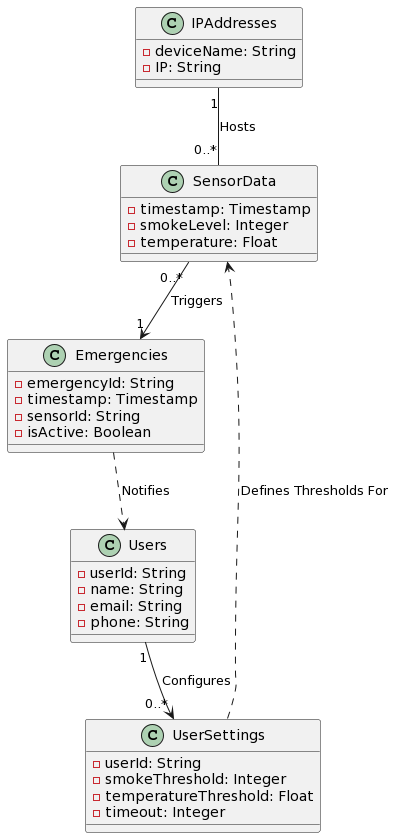 C IPAddresses
deviceName: String
IP: String
1
Hosts
0..*
C SensorData
timestamp: Timestamp
smokeLevel: Integer
temperature: Float
0..*
Triggers
1
C Emergencies
emergencyId: String
timestamp: Timestamp
sensorId: String
isActive: Boolean
Notifies
Defines Thresholds For
C Users
userId: String
name: String
email: String
phone: String
1
Configures
0..*
C UserSettings
userId: String
smokeThreshold: Integer
temperatureThreshold: Float
timeout: Integer